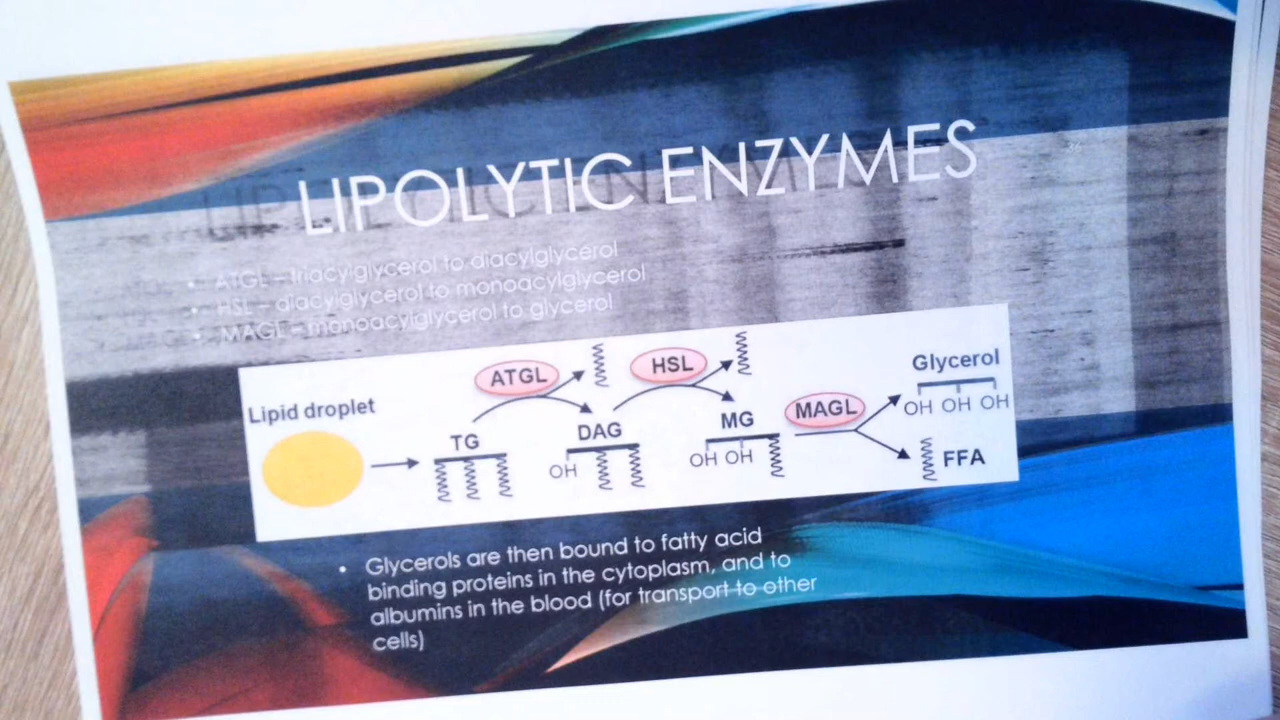 36
LIPOLYTIC ENZYMES
• ATGL – triacylglycerol to diacylglycerol
• HSL – diacylglycerol to monoacylglycerol
• MAGL – monoacylglycerol to glycerol
Lipid droplet
ATGL
HSL
MAGL
Glycerol
TG
DAG
MG
OH OH OH
OH
OH OH
FFA
• Glycerols are then bound to fatty acid
binding proteins in the cytoplasm, and to
albumins in the blood (for transport to other
cells)